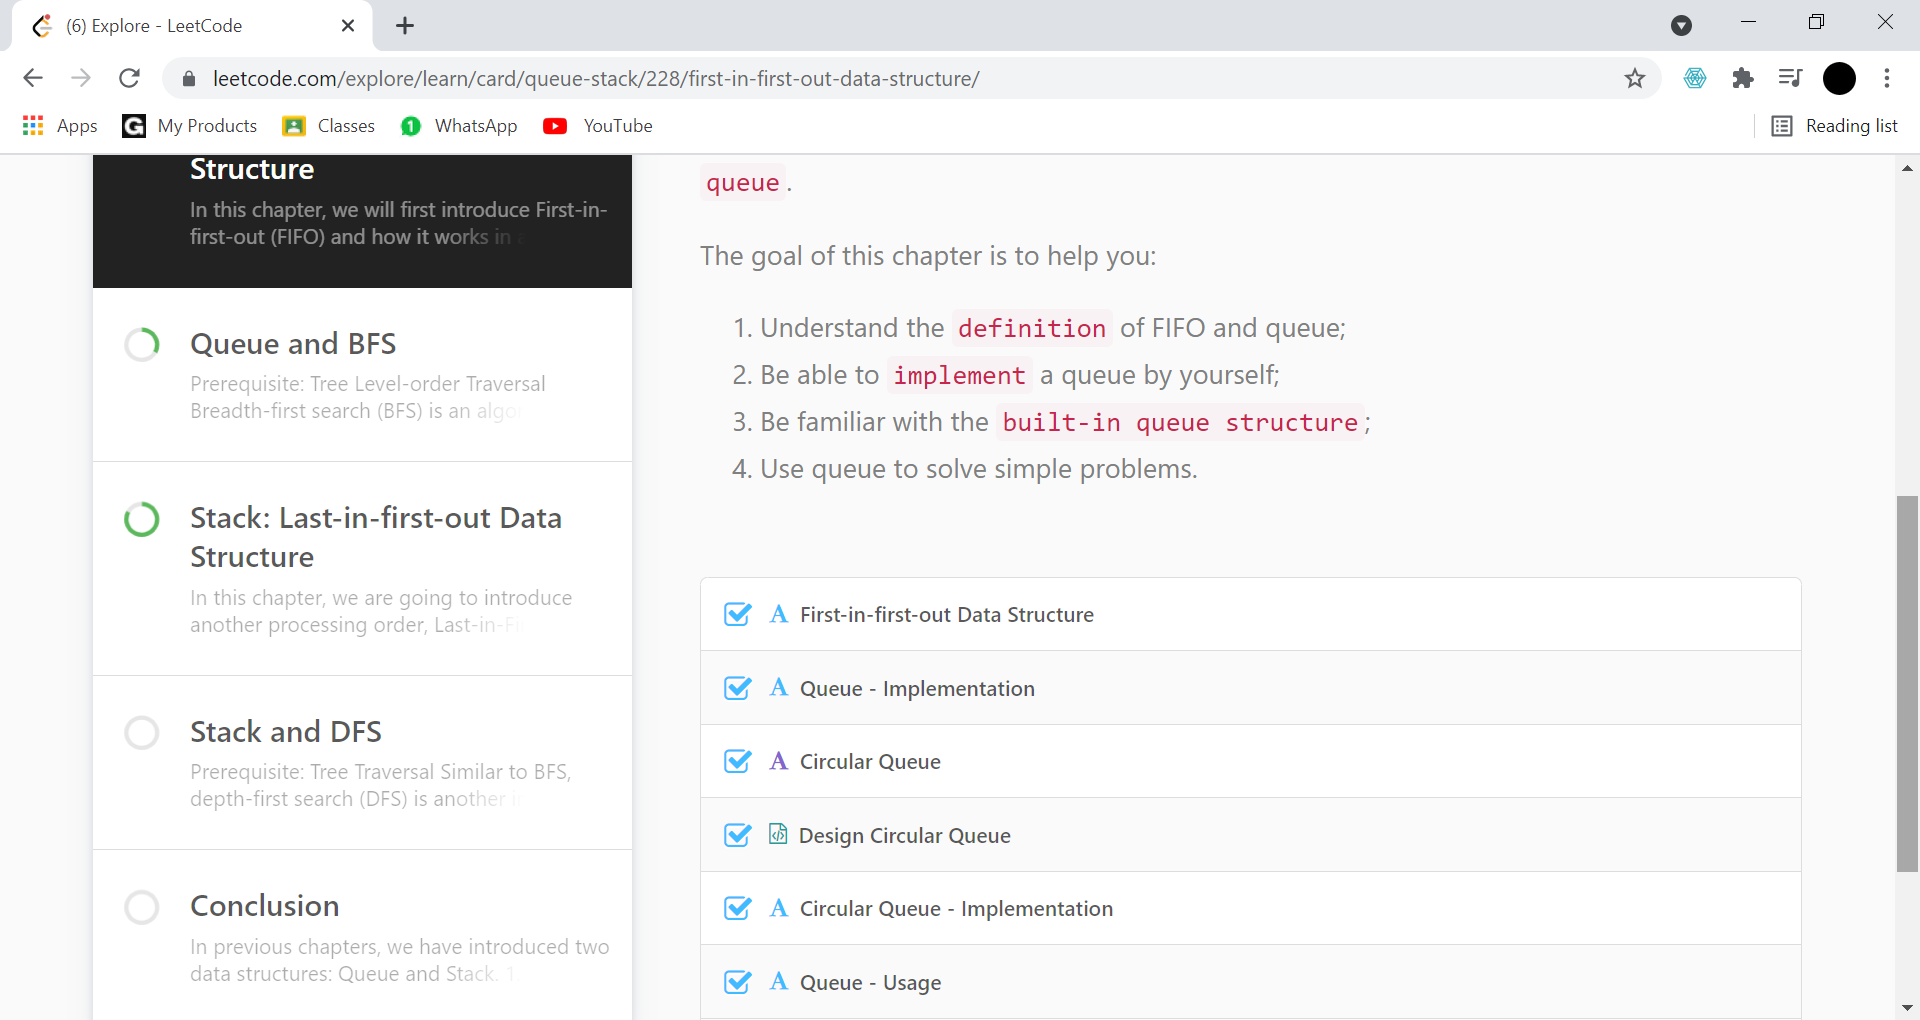 (6) Explore - LeetCode
leetcode.com/explore/learn/card/queue-stack/228/first-in-first-out-data-structure/
Apps
My Products
Classes
WhatsApp
YouTube
Reading list
Structure
In this chapter, we will first introduce First-in-
first-out (FIFO) and how it works in a
Queue and BFS
Prerequisite: Tree Level-order Traversal
Breadth-first search (BFS) is an algo
Stack: Last-in-first-out Data
Structure
In this chapter, we are going to introduce
another processing order, Last-in-Fi
Stack and DFS
Prerequisite: Tree Traversal Similar to BFS,
depth-first search (DFS) is another
Conclusion
In previous chapters, we have introduced two
data structures: Queue and Stack. 1
queue.
The goal of this chapter is to help you:
1. Understand the definition of FIFO and queue;
2. Be able to implement a queue by yourself;
3. Be familiar with the built-in queue structure;
4. Use queue to solve simple problems.
A First-in-first-out Data Structure
A Queue - Implementation
A Circular Queue
Design Circular Queue
A Circular Queue - Implementation
A Queue - Usage